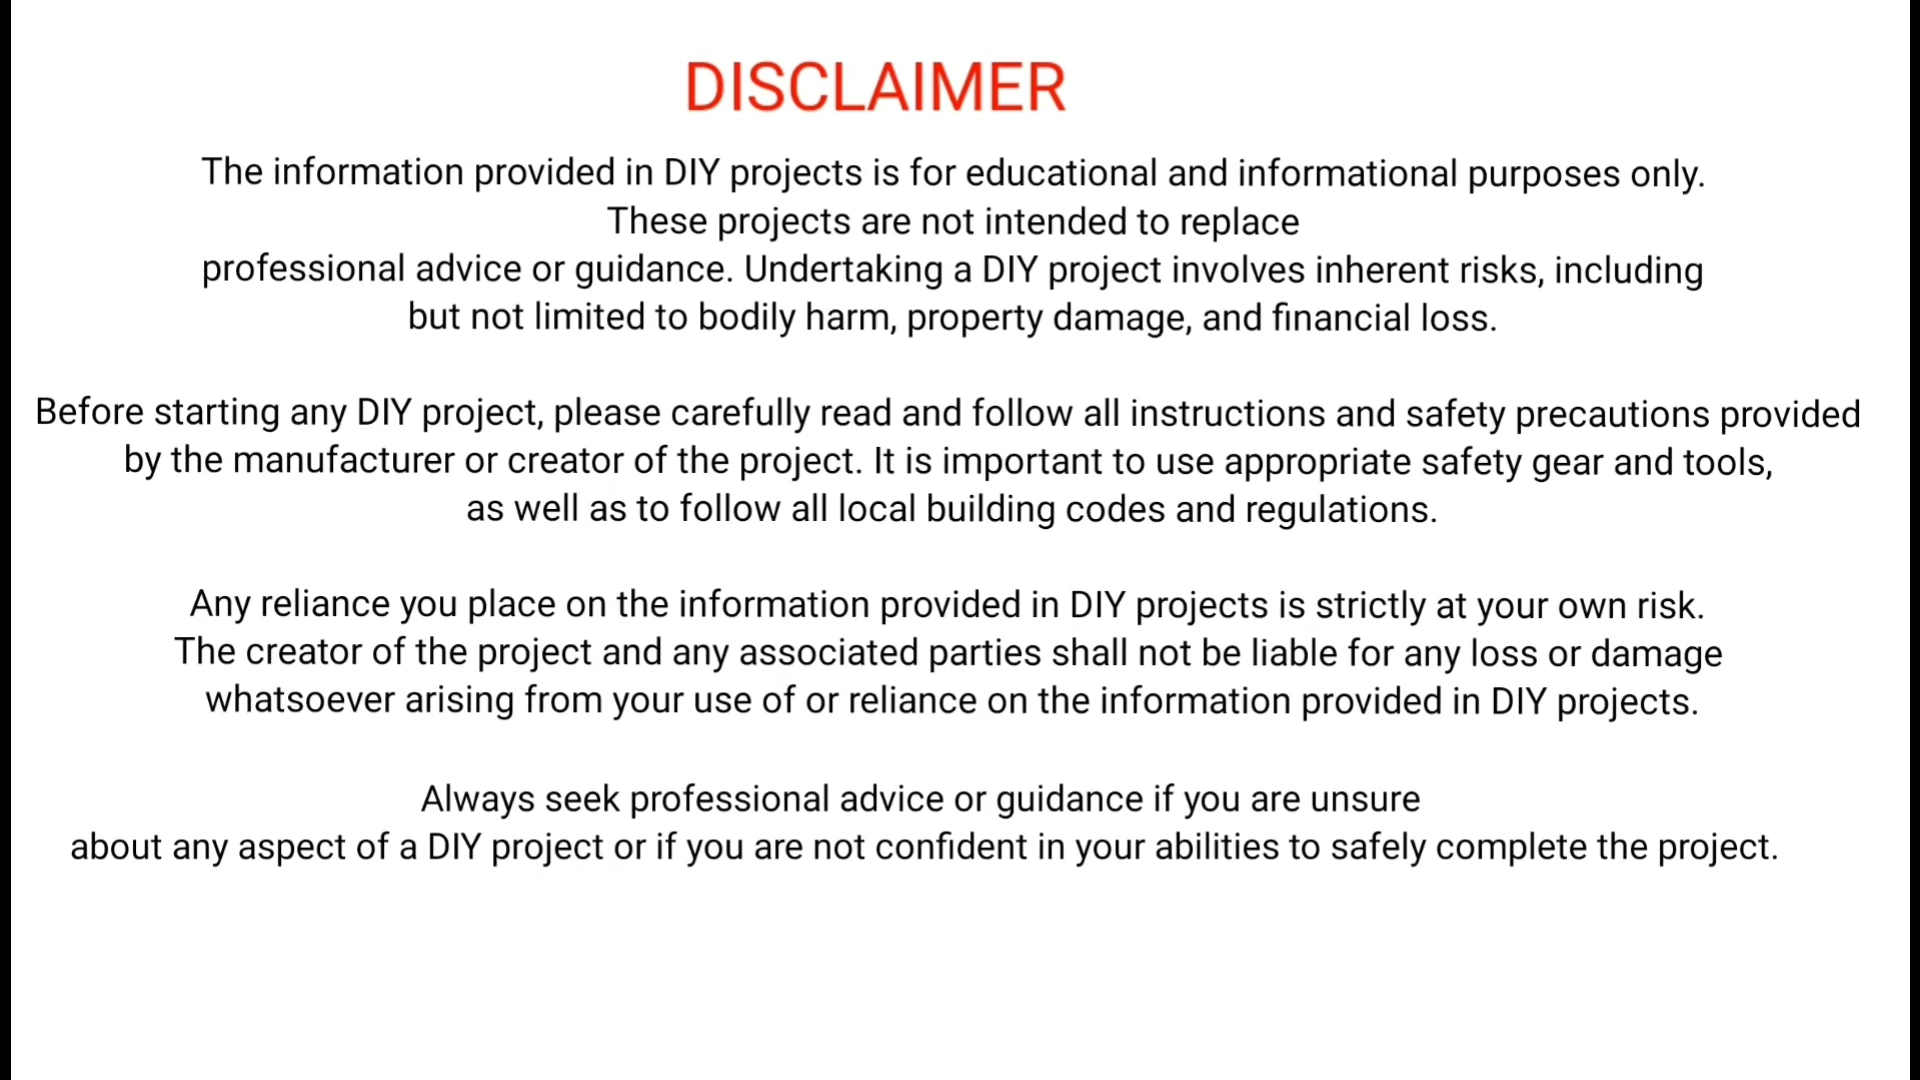 DISCLAIMER
The information provided in DIY projects is for educational and informational purposes only.
These projects are not intended to replace
professional advice or guidance. Undertaking a DIY project involves inherent risks, including
but not limited to bodily harm, property damage, and financial loss.
Before starting any DIY project, please carefully read and follow all instructions and safety precautions provided
by the manufacturer or creator of the project. It is important to use appropriate safety gear and tools,
as well as to follow all local building codes and regulations.
Any reliance you place on the information provided in DIY projects is strictly at your own risk.
The creator of the project and any associated parties shall not be liable for any loss or damage
whatsoever arising from your use of or reliance on the information provided in DIY projects.
Always seek professional advice or guidance if you are unsure
about any aspect of a DIY project or if you are not confident in your abilities to safely complete the project.